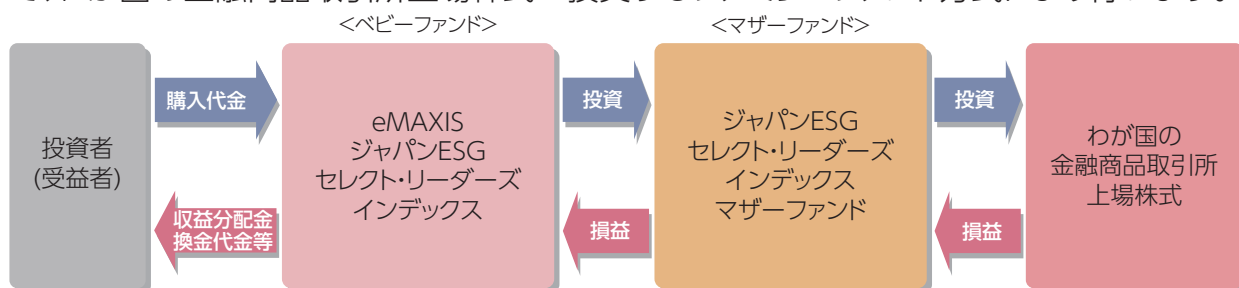 <ベビーファンド>
<マザーファンド>
投資者
(受益者)
購入代金
収益分配金
換金代金等
eMAXIS
ジャパンESG
セレクト・リーダーズ
インデックス
投資
損益
ジャパンESG
セレクト・リーダーズ
インデックス
マザーファンド
投資
損益
わが国の
金融商品取引所
上場株式